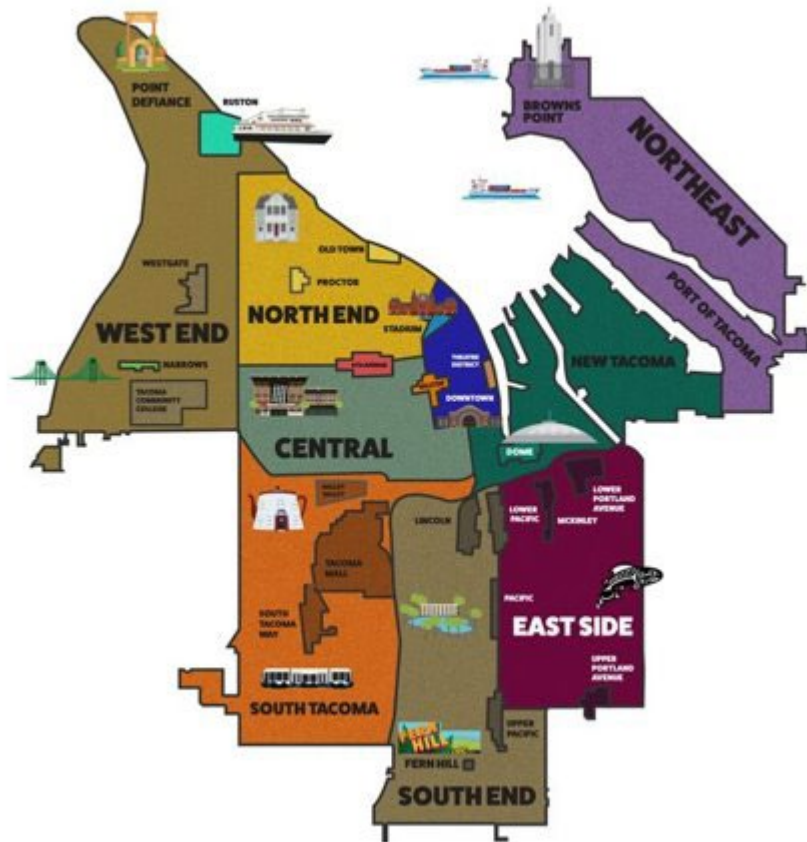 POINT
DEFIANCE
RUSTON
BROWNS
POINT
NORTHEAST
OLD TOWN
WESTGATE
PROCTOR
NORTH END
STADIUM
PORT OF TACOMA
WEST END
THEATRE
DISTRICT
NEW TACOMA
NARROWS
TACOMA
COMMUNITY
COLLEGE
DOWNTOWN
CENTRAL
DOME
LOWER
PORTLAND
AVENUE
LINCOLN
LOWER
PACIFIC
MCKINLEY
TACOMA
MALL
PACIFIC
SOUTH
TACOMA
WAY
EAST SIDE
UPPER
PORTLAND
AVENUE
SOUTH TACOMA
FERN
HILL
UPPER
PACIFIC
FERN HILL
SOUTH END